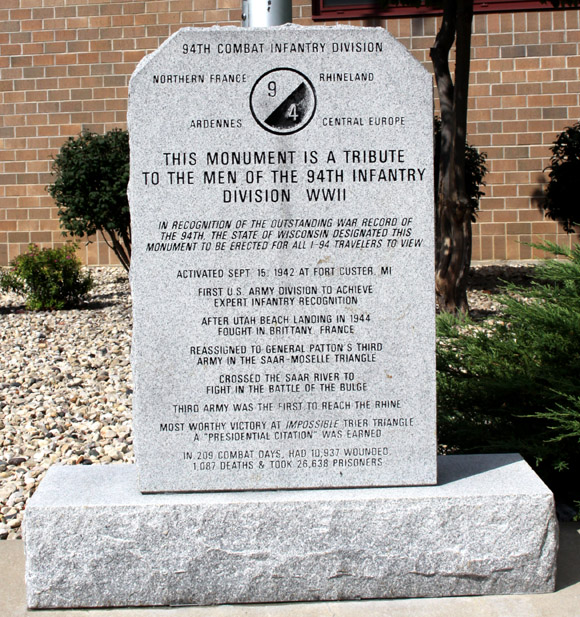 94TH COMBAT INFANTRY DIVISION
NORTHERN FRANCE RHINELAND
9
4
ARDENNES CENTRAL EUROPE
THIS MONUMENT IS A TRIBUTE
TO THE MEN OF THE 94TH INFANTRY
DIVISION WWII
IN RECOGNITION OF THE OUTSTANDING WAR RECORD OF
THE 94TH, THE STATE OF WISCONSIN DESIGNATED THIS
MONUMENT TO BE ERECTED FOR ALL I-94 TRAVELERS TO VIEW
ACTIVATED SEPT. 15, 1942 AT FORT CUSTER, MI
FIRST U.S. ARMY DIVISION TO ACHIEVE
EXPERT INFANTRY RECOGNITION
AFTER UTAH BEACH LANDING IN 1944
FOUGHT IN BRITTANY, FRANCE
REASSIGNED TO GENERAL PATTON'S THIRD
ARMY IN THE SAAR-MOSELLE TRIANGLE
CROSSED THE SAAR RIVER TO
FIGHT IN THE BATTLE OF THE BULGE
THIRD ARMY WAS THE FIRST TO REACH THE RHINE
MOST WORTHY VICTORY AT IMPOSSIBLE TRIER TRIANGLE
A "PRESIDENTIAL CITATION" WAS EARNED
IN 209 COMBAT DAYS, HAD 10,937 WOUNDED,
1,087 DEATHS & TOOK 26,638 PRISONERS